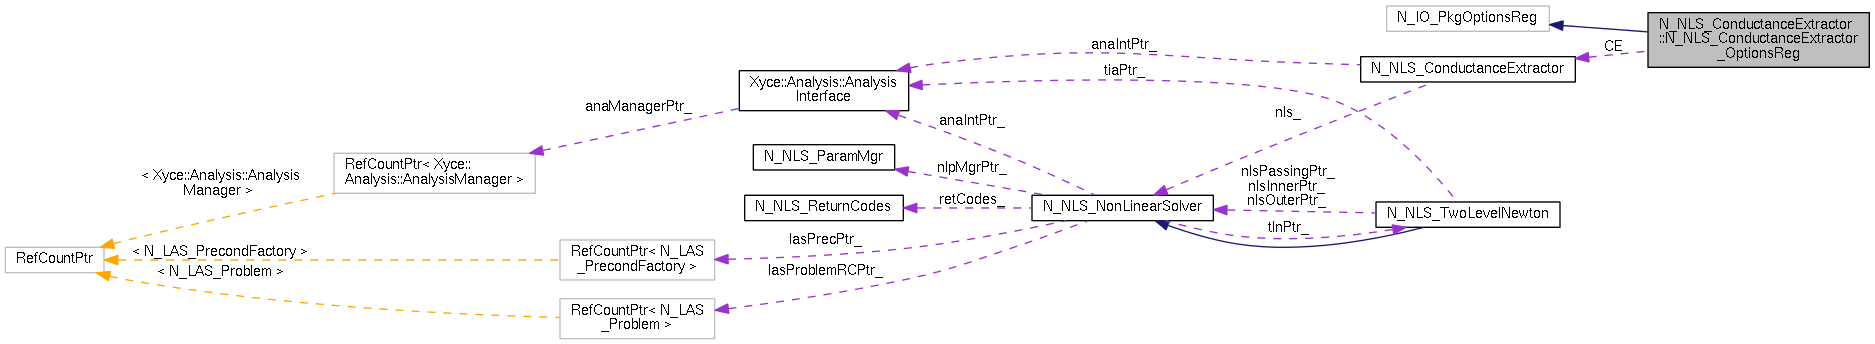 N_IO_PkgOptionsReg
N_NLS_ConductanceExtractor
::N_NLS_ConductanceExtractor
_OptionsReg
CE
anaIntPtr_
N_NLS_ConductanceExtractor
tiaPtr_
Xyce::Analysis::Analysis
Interface
anaManagerPtr_
nls_
anaIntPtr_
N_NLS_ParamMgr
nlpMgrPtr_
RefCountPtr< Xyce::
Analysis::AnalysisManager >
< Xyce::Analysis::Analysis
Manager >
nlsPassingPtr_
nlsInnerPtr_
nlsOuterPtr_
N_NLS_ReturnCodes
retCodes_
N_NLS_NonLinearSolver
N_NLS_TwoLevelNewton
tlnPtr_
lasPrecPtr_
RefCountPtr
< N_LAS_PrecondFactory >
RefCountPtr< N_LAS
_PrecondFactory >
< N_LAS_Problem >
lasProblemRCPtr_
RefCountPtr< N_LAS
_Problem >